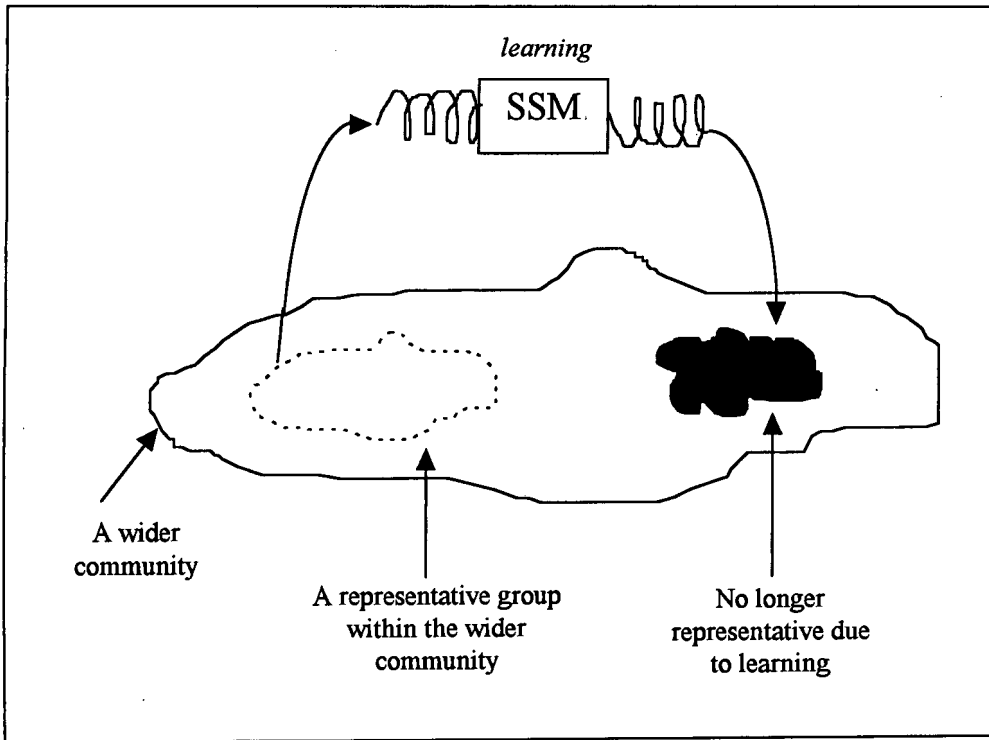 learning
SSM
A wider
community
A representative group
within the wider
community
No longer
representative due
to learning